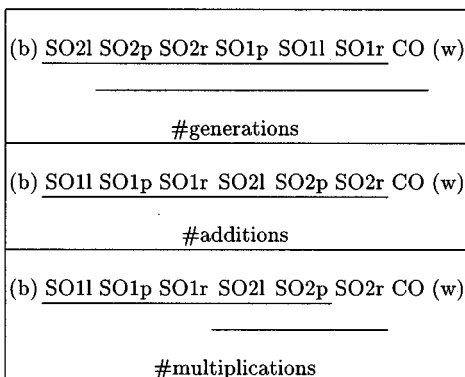 (b) SO2l SO2p SO2r SO1p SO1l SO1r CO (w)
#generations
(b) SO1l SO1p SO1r SO2l SO2p SO2r CO (w)
#additions
(b) SO1l SO1p SO1r SO2l SO2p SO2r CO (w)
#multiplications